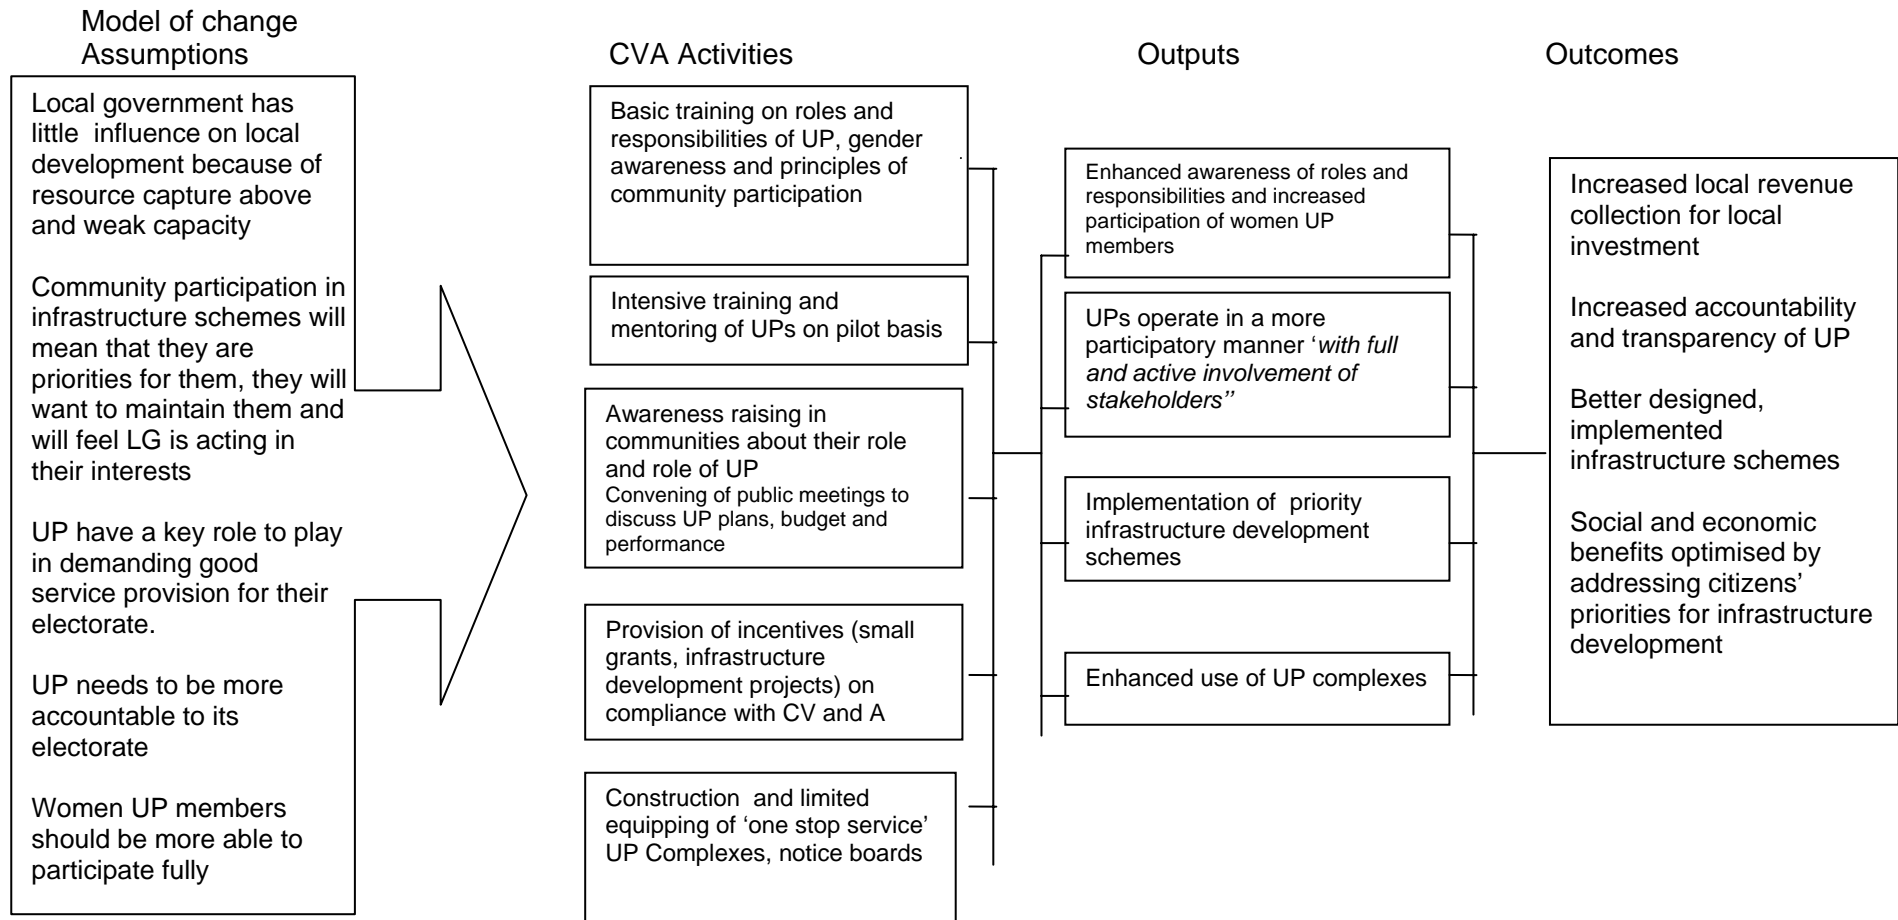 Model of change
Assumptions
CVA Activities
Outputs
Outcomes
Local government has
little influence on local
development because of
resource capture above
and weak capacity
Community participation in
infrastructure schemes will
mean that they are
priorities for them, they will
want to maintain them and
will feel LG is acting in
their interests
UP have a key role to play
in demanding good
service provision for their
electorate.
UP needs to be more
accountable to its
electorate
Women UP members
should be more able to
participate fully
Basic training on roles and
responsibilities of UP, gender
awareness and principles of
community participation
Intensive training and
mentoring of UPs on pilot basis
Awareness raising in
communities about their role
and role of UP
Convening of public meetings to
discuss UP plans, budget and
performance
Provision of incentives (small
grants, infrastructure
development projects) on
compliance with CV and A
Construction and limited
equipping of ‘one stop service’
UP Complexes, notice boards
Enhanced awareness of roles and
responsibilities and increased
participation of women UP
members
UPs operate in a more
participatory manner ‘with full
and active involvement of
stakeholders”
Implementation of priority
infrastructure development
schemes
Enhanced use of UP complexes
Increased local revenue
collection for local
investment
Increased accountability
and transparency of UP
Better designed,
implemented
infrastructure schemes
Social and economic
benefits optimised by
addressing citizens’
priorities for infrastructure
development